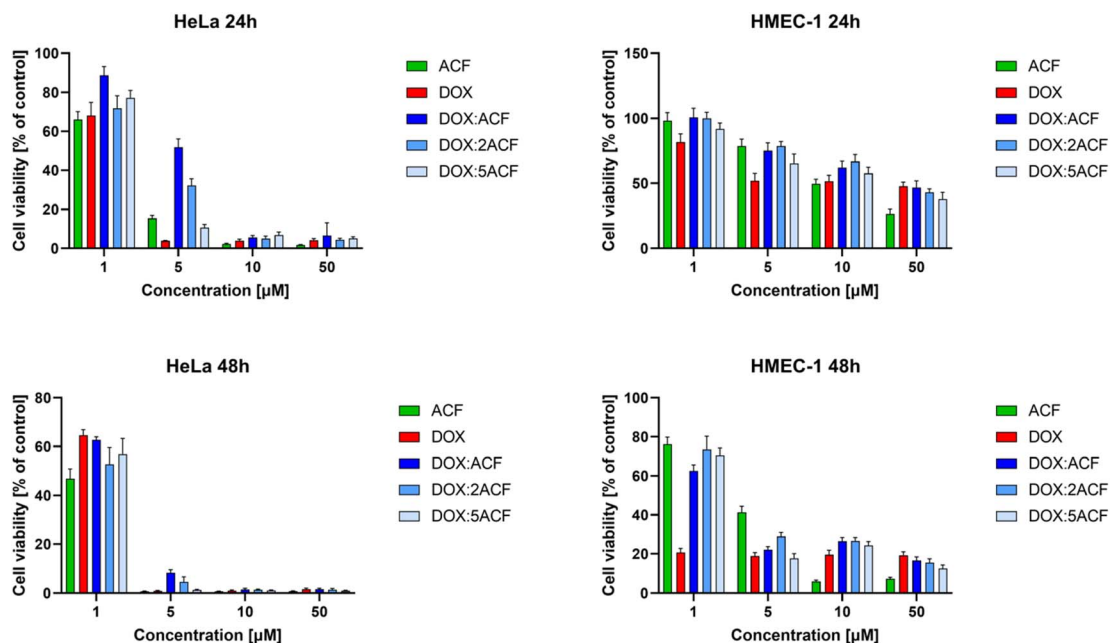 HeLa 24h
Cell viability [% of control]
100
80
60
40
20
0
1 5 10 50
Concentration [µM]
ACF
DOX
DOX:ACF
DOX:2ACF
DOX:5ACF
HMEC-1 24h
Cell viability [% of control]
150
100
50
0
1 5 10 50
Concentration [µM]
ACF
DOX
DOX:ACF
DOX:2ACF
DOX:5ACF
HeLa 48h
Cell viability [% of control]
80
60
40
20
0
1 5 10 50
Concentration [µM]
ACF
DOX
DOX:ACF
DOX:2ACF
DOX:5ACF
HMEC-1 48h
Cell viability [% of control]
100
80
60
40
20
0
1 5 10 50
Concentration [µM]
ACF
DOX
DOX:ACF
DOX:2ACF
DOX:5ACF